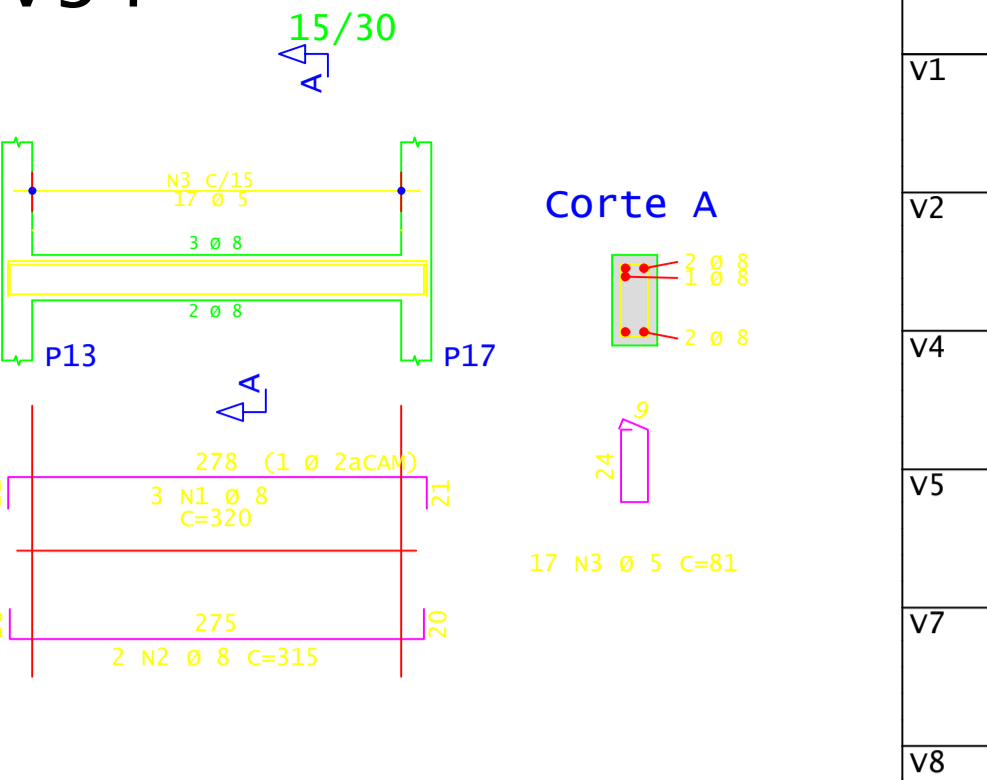 15/30
A
N3 C/15
17 Ø 5
3 Ø 8
2 Ø 8
P13
P17
A
278 (1 Ø 2aCAM)
21
3 N1 Ø 8
C=320
275
20
2 N2 Ø 8 C=315
Corte A
2 Ø 8
1 Ø 8
2 Ø 8
9
24
17 N3 Ø 5 C=81
V1
V2
V4
V5
V7
V8